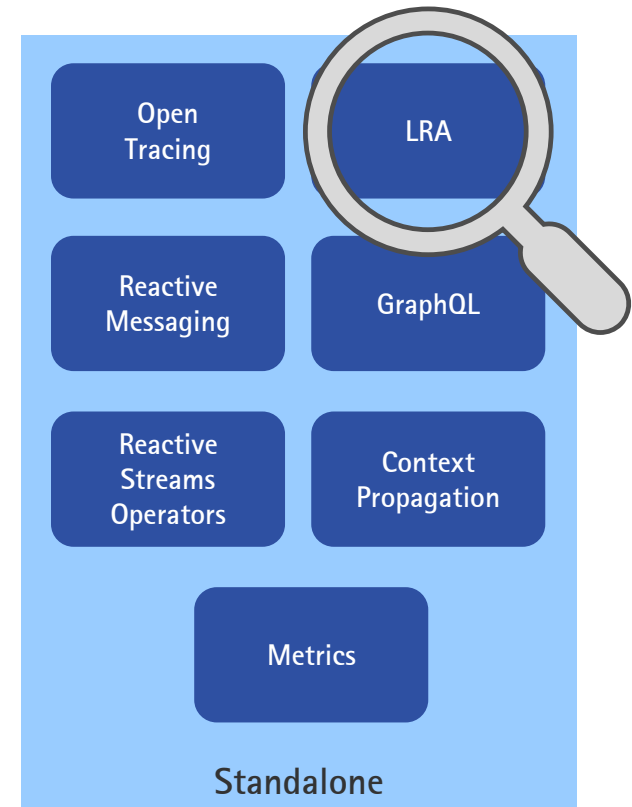 Open
Tracing
LRA
Reactive
Messaging
GraphQL
Reactive
Streams
Operators
Context
Propagation
Metrics
Standalone